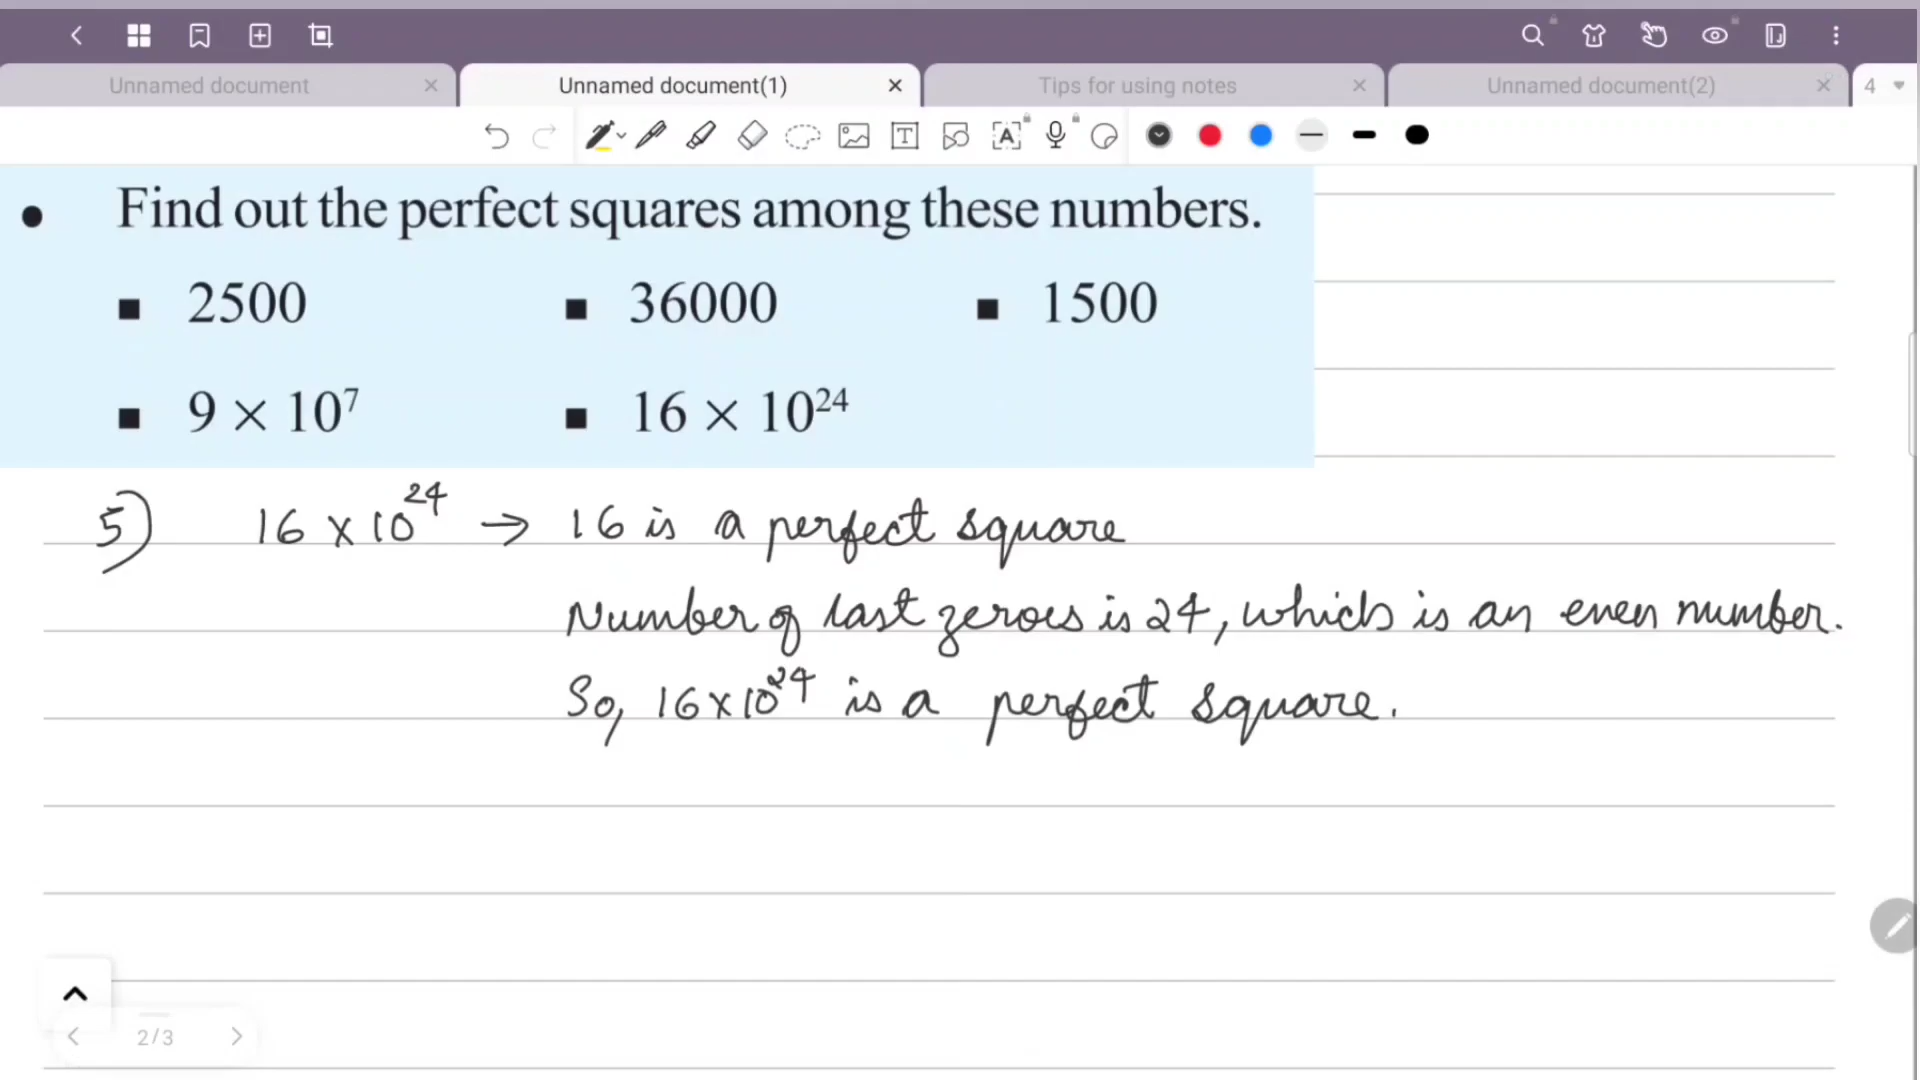 Unnamed document
Unnamed document(1)
Tips for using notes
Unnamed document(2)
4
● Find out the perfect squares among these numbers.
■ 2500 ■ 36000 ■ 1500
■ 9 × 10⁷ ■ 16 × 10²⁴
5) 16 x 10²⁴ → 16 is a perfect square
Number of last zeroes is 24, which is an even number.
So, 16x10²⁴ is a perfect square.
2/3